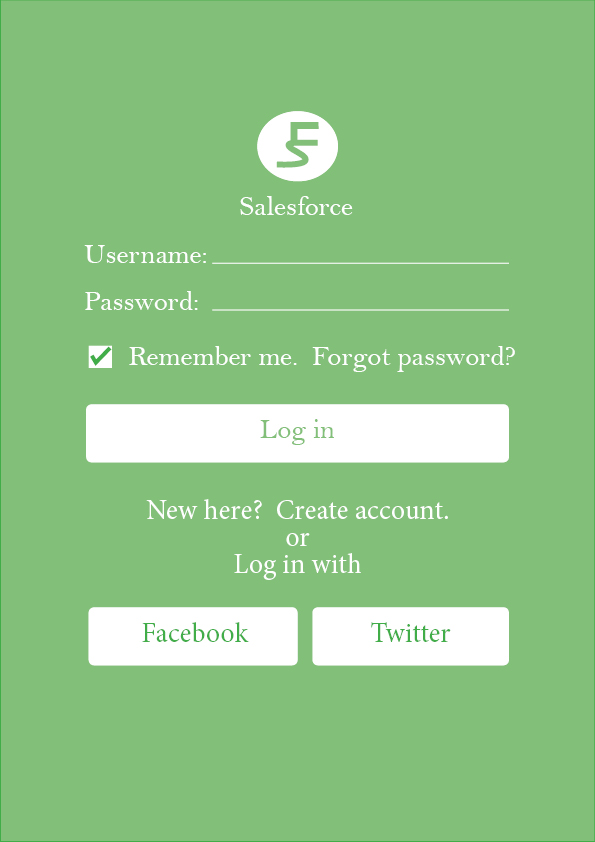 SF
Salesforce
Username:
Password:
Remember me. Forgot password?
Log in
New here? Create account.
or
Log in with
Facebook Twitter